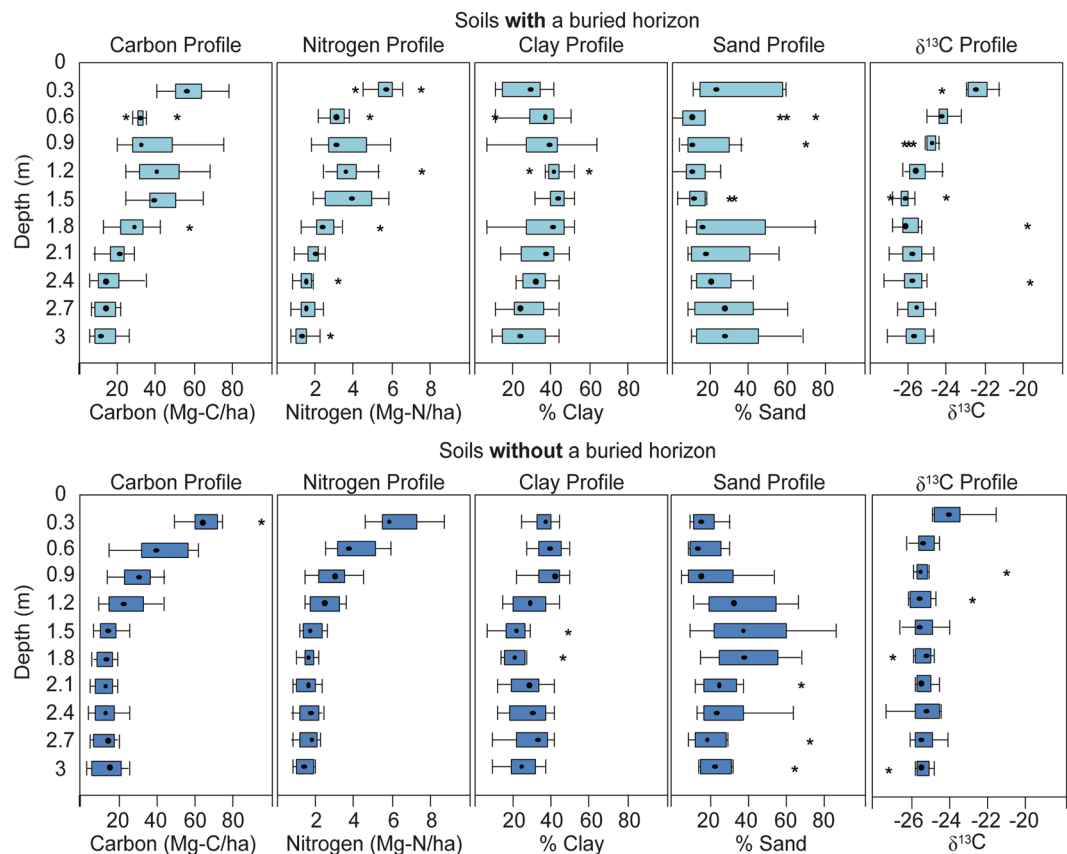 Soils with a buried horizon
Carbon Profile Nitrogen Profile Clay Profile Sand Profile δ¹³C Profile
Depth (m)
0
0.3
0.6
0.9
1.2
1.5
1.8
2.1
2.4
2.7
3
20 40 60 80 2 4 6 8 20 40 60 80 20 40 60 80 -26 -24 -22 -20
Carbon (Mg-C/ha) Nitrogen (Mg-N/ha) % Clay % Sand δ¹³C
Soils without a buried horizon
Carbon Profile Nitrogen Profile Clay Profile Sand Profile δ¹³C Profile
Depth (m)
0
0.3
0.6
0.9
1.2
1.5
1.8
2.1
2.4
2.7
3
20 40 60 80 2 4 6 8 20 40 60 80 20 40 60 80 -26 -24 -22 -20
Carbon (Mg-C/ha) Nitrogen (Mg-N/ha) % Clay % Sand δ¹³C